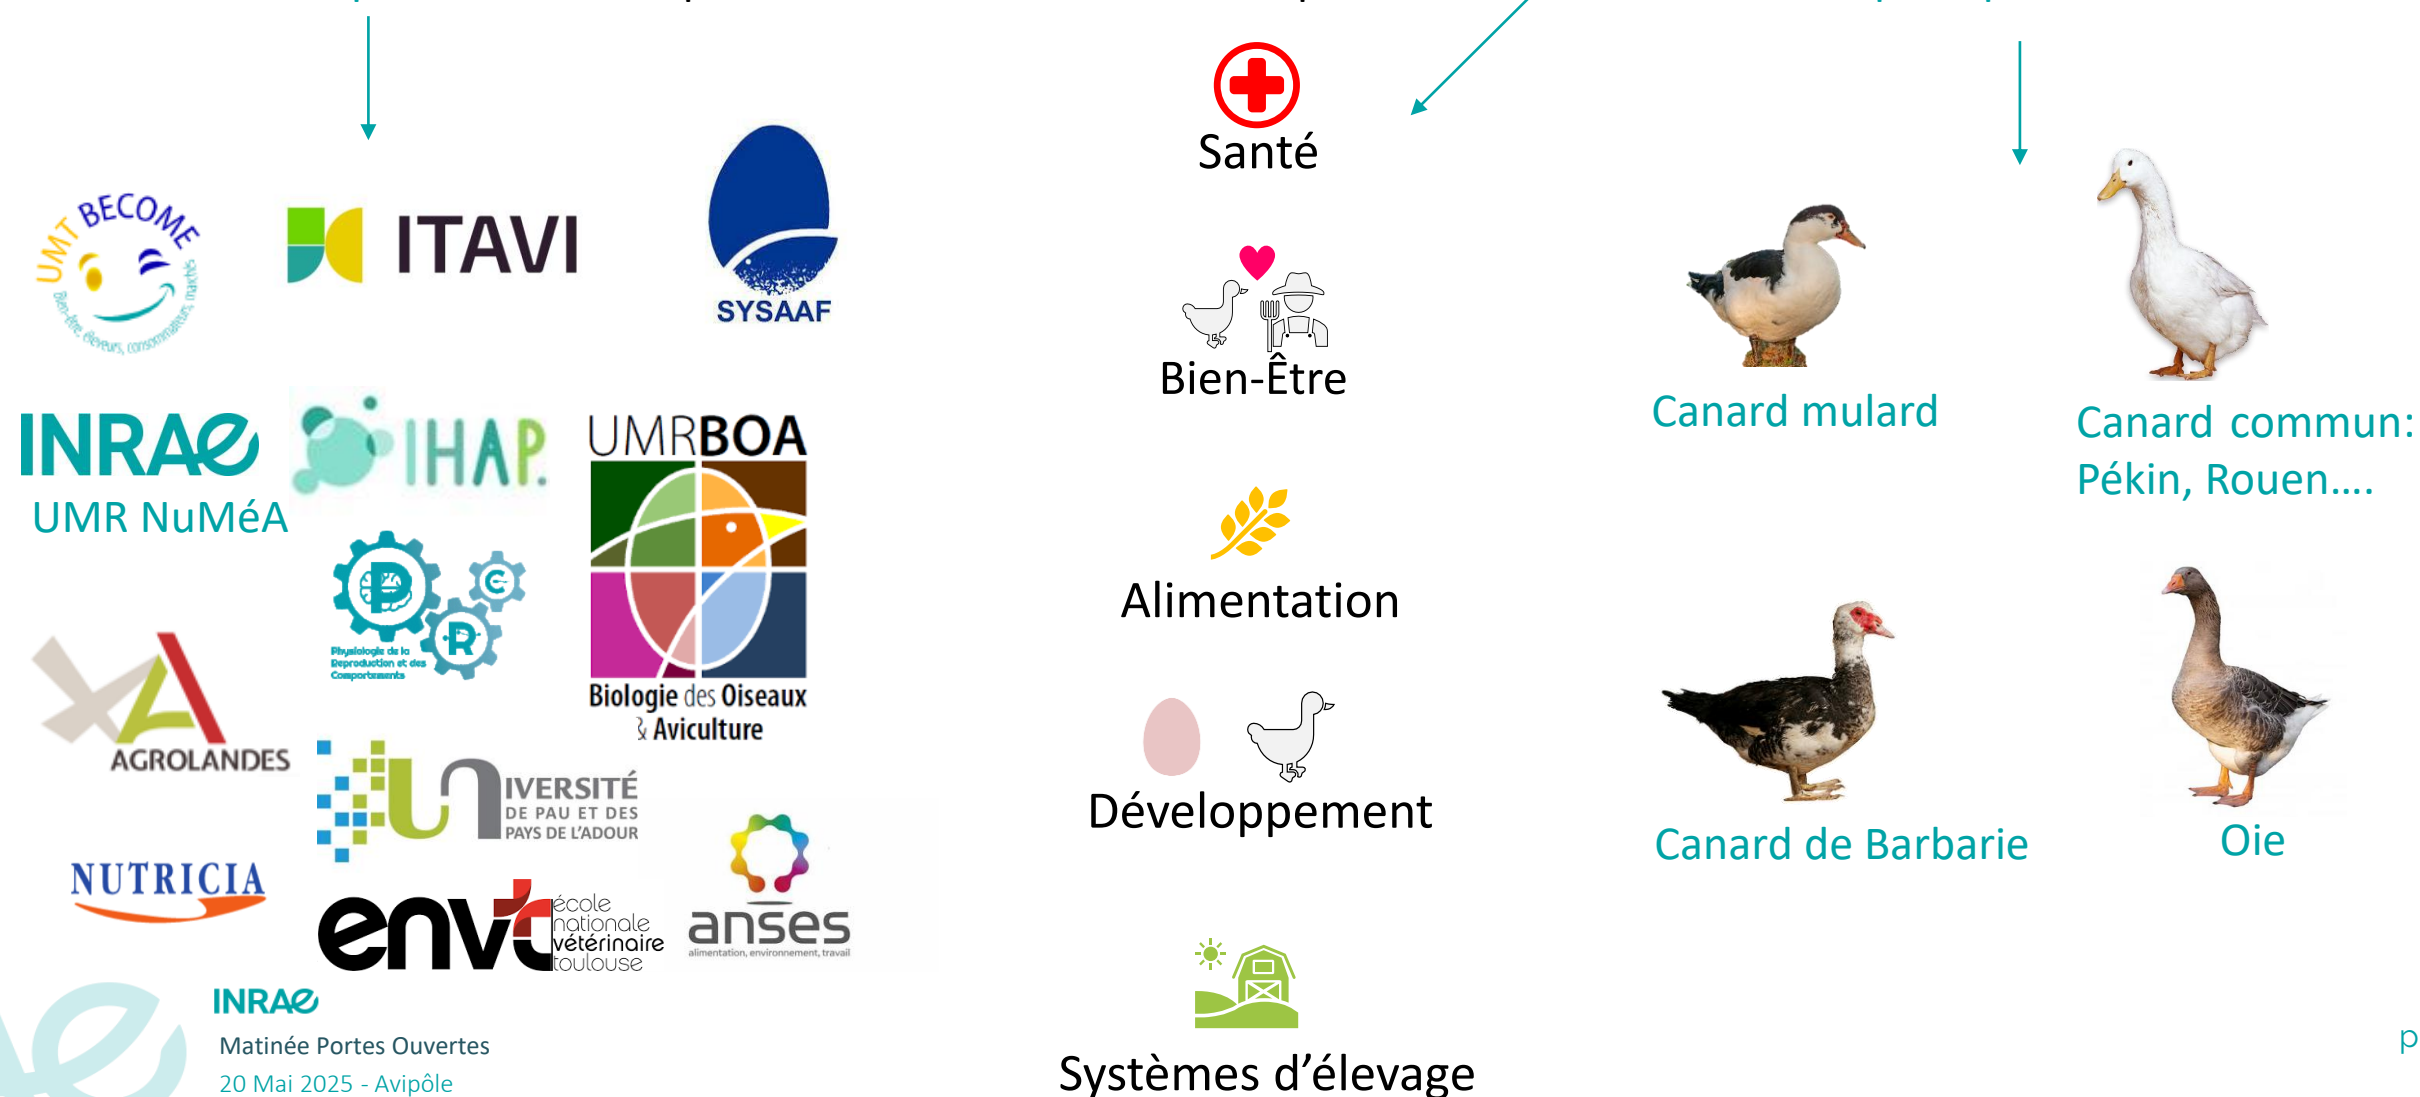 UMT BECOME
Bien-être, éleveurs, consommateurs, marchés
ITAVI
SYSAAF
INRAE
UMR NuMéA
IHAP.
UMRBOA
Biologie des Oiseaux
& Aviculture
P
C
R
Physiologie de la
Reproduction et des
Comportements
AGROLANDES
UNIVERSITÉ
DE PAU ET DES
PAYS DE L'ADOUR
NUTRICIA
envt
école
nationale
vétérinaire
toulouse
anses
alimentation, environnement, travail
Santé
Bien-Être
Alimentation
Développement
Systèmes d’élevage
Canard mulard
Canard commun:
Pékin, Rouen….
Canard de Barbarie
Oie
INRAE
Matinée Portes Ouvertes
20 Mai 2025 - Avipôle
p